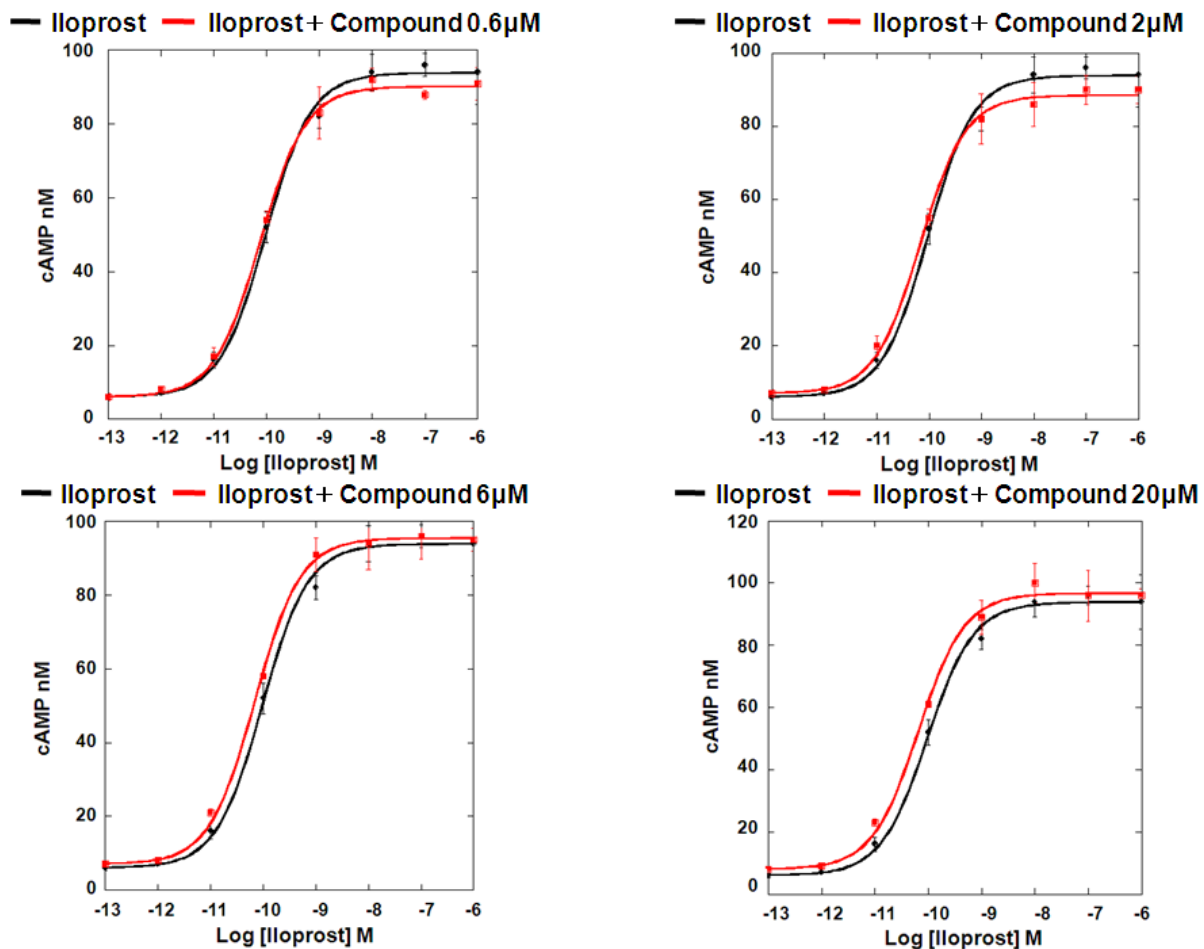 Iloprost Iloprost + Compound 0.6µM
100
80
60
40
20
0
cAMP nM
-13 -12 -11 -10 -9 -8 -7 -6
Log [Iloprost] M
Iloprost Iloprost + Compound 2µM
100
80
60
40
20
0
cAMP nM
-13 -12 -11 -10 -9 -8 -7 -6
Log [Iloprost] M
Iloprost Iloprost + Compound 6µM
100
80
60
40
20
0
cAMP nM
-13 -12 -11 -10 -9 -8 -7 -6
Log [Iloprost] M
Iloprost Iloprost + Compound 20µM
120
100
80
60
40
20
0
cAMP nM
-13 -12 -11 -10 -9 -8 -7 -6
Log [Iloprost] M